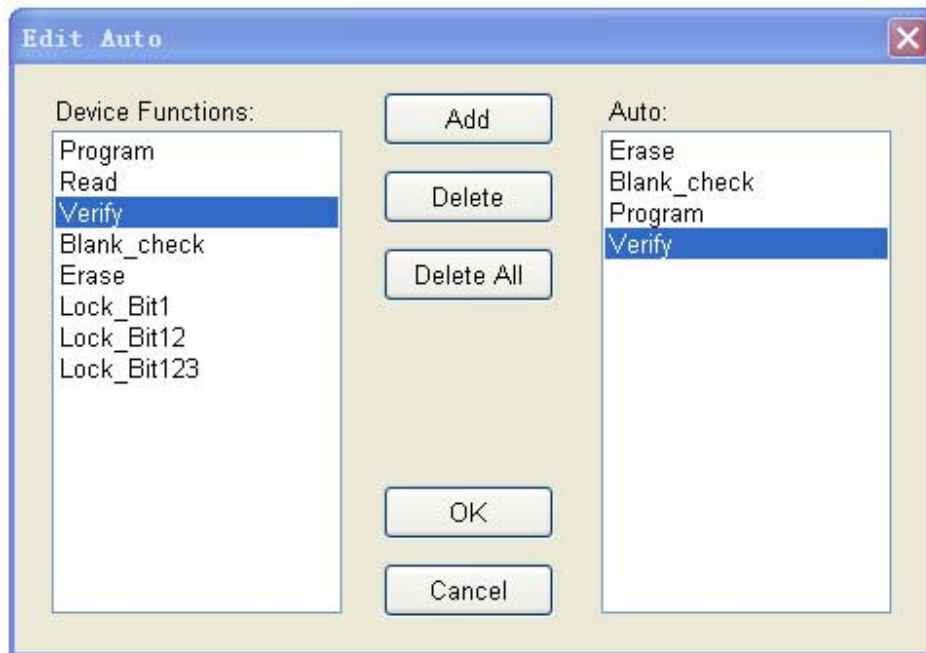 Edit Auto
Device Functions:
Program
Read
Verify
Blank_check
Erase
Lock_Bit1
Lock_Bit12
Lock_Bit123
Add
Delete
Delete All
OK
Cancel
Auto:
Erase
Blank_check
Program
Verify